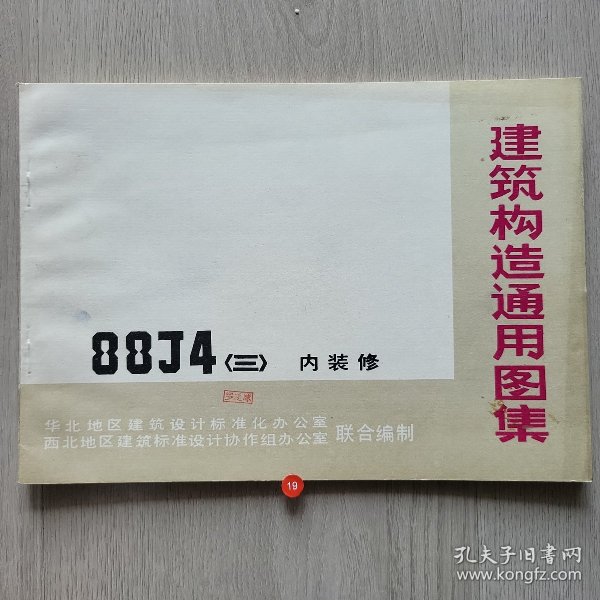 建筑构造通用图集
88J4〈三〉 内装修
华北地区建筑设计标准化办公室
西北地区建筑标准设计协作组办公室
联合编制
19
孔夫子旧书网
www.kongfz.com